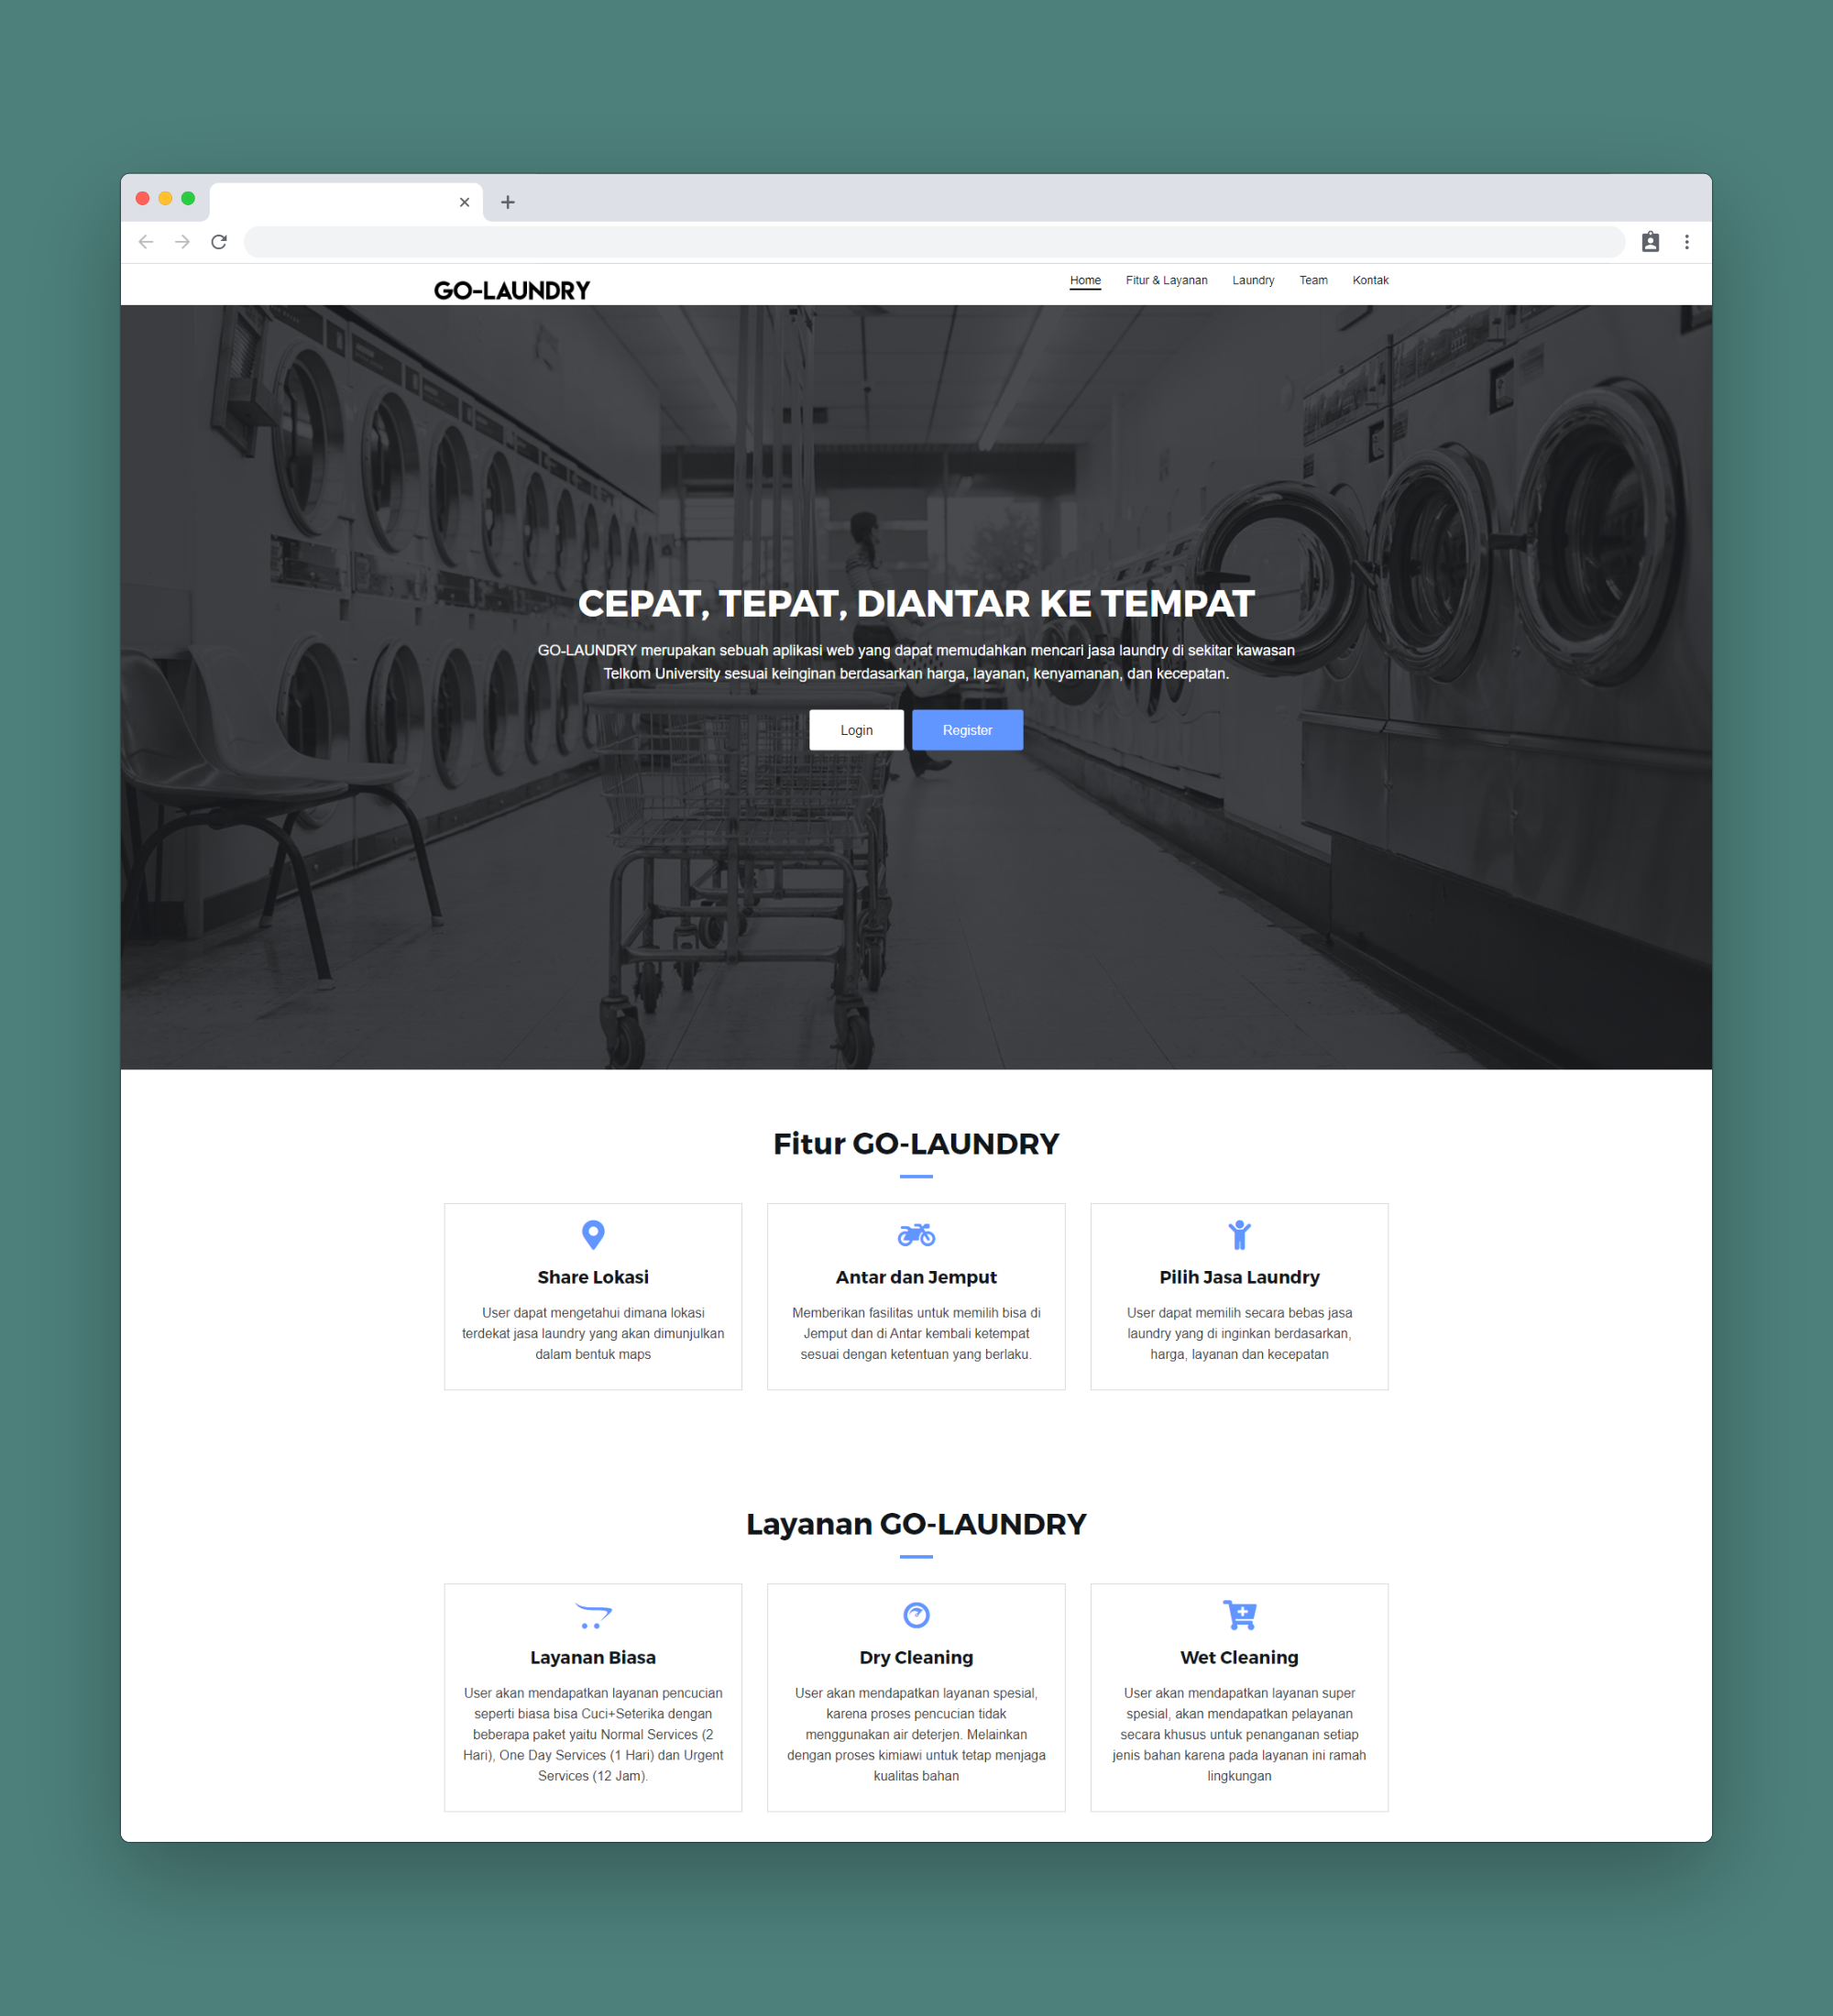 GO-LAUNDRY
Home Fitur & Layanan Laundry Team Kontak
CEPAT, TEPAT, DIANTAR KE TEMPAT
GO-LAUNDRY merupakan sebuah aplikasi web yang dapat memudahkan mencari jasa laundry di sekitar kawasan
Telkom University sesuai keinginan berdasarkan harga, layanan, kenyamanan, dan kecepatan.
Login Register
Fitur GO-LAUNDRY
Share Lokasi
User dapat mengetahui dimana lokasi
terdekat jasa laundry yang akan dimunjulkan
dalam bentuk maps
Antar dan Jemput
Memberikan fasilitas untuk memilih bisa di
Jemput dan di Antar kembali ketempat
sesuai dengan ketentuan yang berlaku.
Pilih Jasa Laundry
User dapat memilih secara bebas jasa
laundry yang di inginkan berdasarkan,
harga, layanan dan kecepatan
Layanan GO-LAUNDRY
Layanan Biasa
User akan mendapatkan layanan pencucian
seperti biasa bisa Cuci+Seterika dengan
beberapa paket yaitu Normal Services (2
Hari), One Day Services (1 Hari) dan Urgent
Services (12 Jam).
Dry Cleaning
User akan mendapatkan layanan spesial,
karena proses pencucian tidak
menggunakan air deterjen. Melainkan
dengan proses kimiawi untuk tetap menjaga
kualitas bahan
Wet Cleaning
User akan mendapatkan layanan super
spesial, akan mendapatkan pelayanan
secara khusus untuk penanganan setiap
jenis bahan karena pada layanan ini ramah
lingkungan